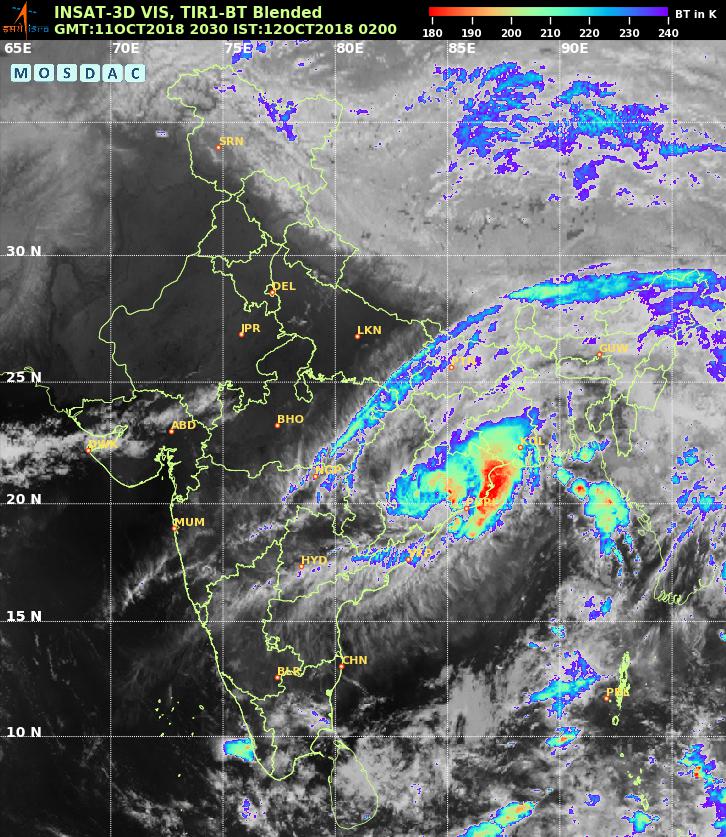 INSAT-3D VIS, TIR1-BT Blended
GMT:11OCT2018 2030 IST:12OCT2018 0200
BT in K
180 190 200 210 220 230 240
65E 70E 75E 80E 85E 90E
MOSDAC
SRN
30 N
DEL
JPR
LKN
GUW
25 N
ABD
BHO
DWK
KOL
NGP
20 N
MUM
HYD
15 N
CHN
BLR
10 N